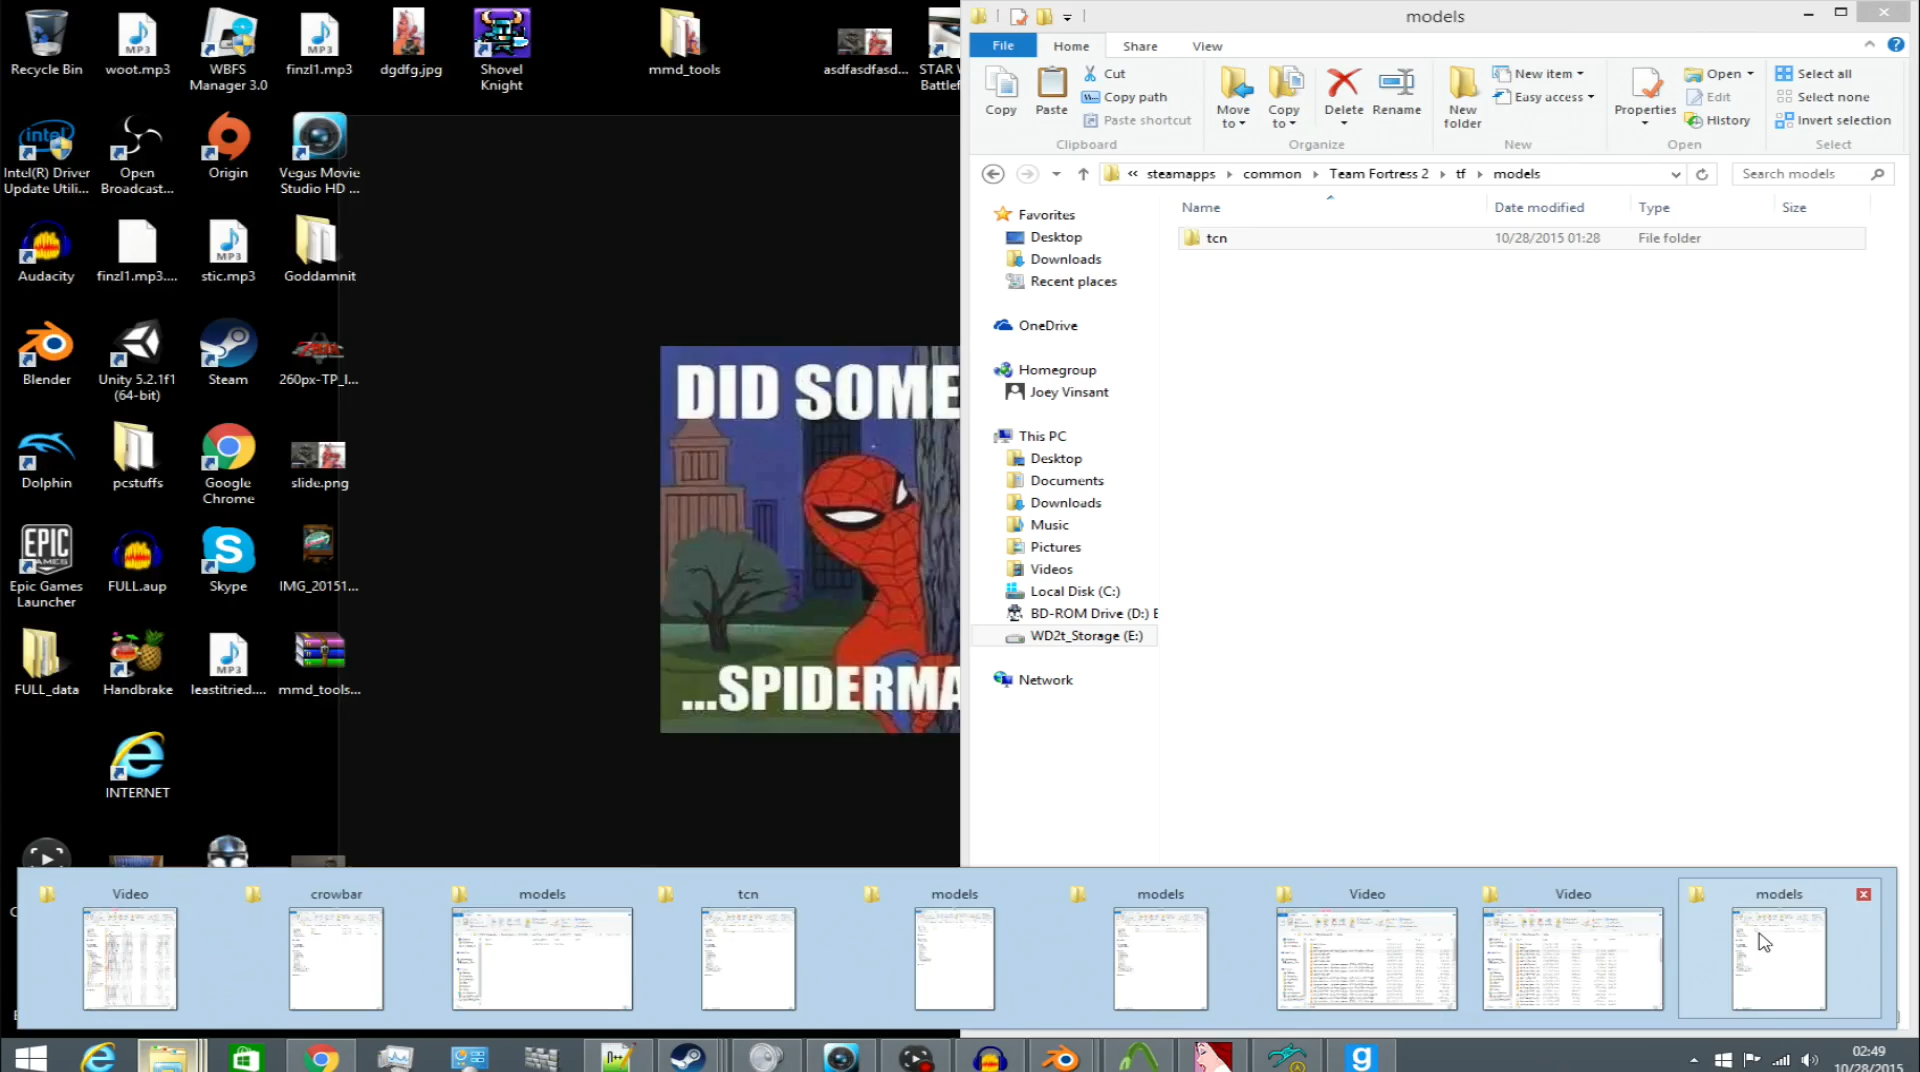 Recycle Bin
woot.mp3
WBFS
Manager 3.0
finzl1.mp3
dgdfg.jpg
Shovel
Knight
mmd_tools
asdfasdfasd...
STAR
Battlef
Intel(R) Driver
Update Utili...
Open
Broadcast...
Origin
Vegas Movie
Studio HD ...
Audacity
finzl1.mp3....
stic.mp3
Goddamnit
Blender
Unity 5.2.1f1
(64-bit)
Steam
260px-TP_I...
Dolphin
pcstuffs
Google
Chrome
slide.png
Epic Games
Launcher
FULL.aup
Skype
IMG_20151...
FULL_data
Handbrake
leastitried....
mmd_tools...
INTERNET
DID SOME
...SPIDERMA
models
File
Home
Share
View
Copy
Paste
Cut
Copy path
Paste shortcut
Clipboard
Move
to
Copy
to
Delete
Rename
Organize
New
folder
New item
Easy access
New
Properties
Open
Edit
History
Open
Select all
Select none
Invert selection
Select
« steamapps
common
Team Fortress 2
tf
models
Search models
Name
Date modified
Type
Size
tcn
10/28/2015 01:28
File folder
Favorites
Desktop
Downloads
Recent places
OneDrive
Homegroup
Joey Vinsant
This PC
Desktop
Documents
Downloads
Music
Pictures
Videos
Local Disk (C:)
BD-ROM Drive (D:) E
WD2t_Storage (E:)
Network
Video
crowbar
models
tcn
models
models
Video
Video
models
02:49
10/28/2015